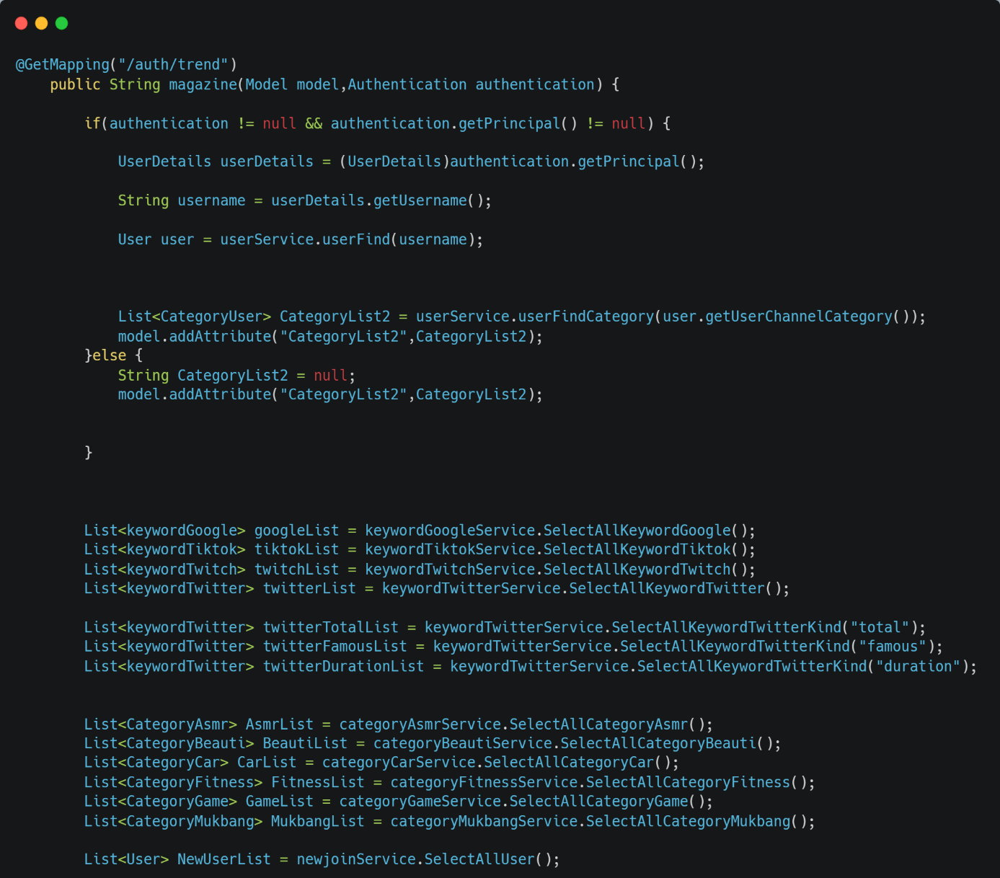 @GetMapping("/auth/trend")
public String magazine(Model model,Authentication authentication) {
if(authentication != null && authentication.getPrincipal() != null) {
UserDetails userDetails = (UserDetails)authentication.getPrincipal();
String username = userDetails.getUsername();
User user = userService.userFind(username);
List<CategoryUser> CategoryList2 = userService.userFindCategory(user.getUserChannelCategory());
model.addAttribute("CategoryList2",CategoryList2);
}else {
String CategoryList2 = null;
model.addAttribute("CategoryList2",CategoryList2);
}
List<keywordGoogle> googleList = keywordGoogleService.SelectAllKeywordGoogle();
List<keywordTiktok> tiktokList = keywordTiktokService.SelectAllKeywordTiktok();
List<keywordTwitch> twitchList = keywordTwitchService.SelectAllKeywordTwitch();
List<keywordTwitter> twitterList = keywordTwitterService.SelectAllKeywordTwitter();
List<keywordTwitter> twitterTotalList = keywordTwitterService.SelectAllKeywordTwitterKind("total");
List<keywordTwitter> twitterFamousList = keywordTwitterService.SelectAllKeywordTwitterKind("famous");
List<keywordTwitter> twitterDurationList = keywordTwitterService.SelectAllKeywordTwitterKind("duration");
List<CategoryAsmr> AsmrList = categoryAsmrService.SelectAllCategoryAsmr();
List<CategoryBeauti> BeautiList = categoryBeautiService.SelectAllCategoryBeauti();
List<CategoryCar> CarList = categoryCarService.SelectAllCategoryCar();
List<CategoryFitness> FitnessList = categoryFitnessService.SelectAllCategoryFitness();
List<CategoryGame> GameList = categoryGameService.SelectAllCategoryGame();
List<CategoryMukbang> MukbangList = categoryMukbangService.SelectAllCategoryMukbang();
List<User> NewUserList = newjoinService.SelectAllUser();